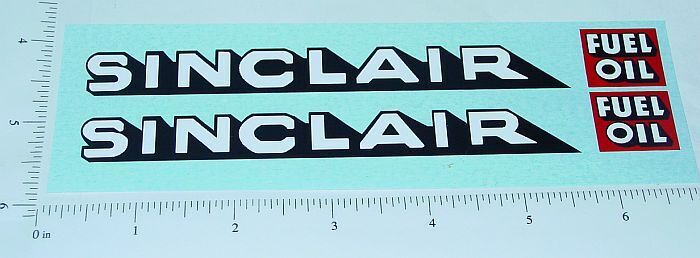 SINCLAIR
FUEL
OIL
SINCLAIR
FUEL
OIL
4
5
6
0 in 1 2 3 4 5 6